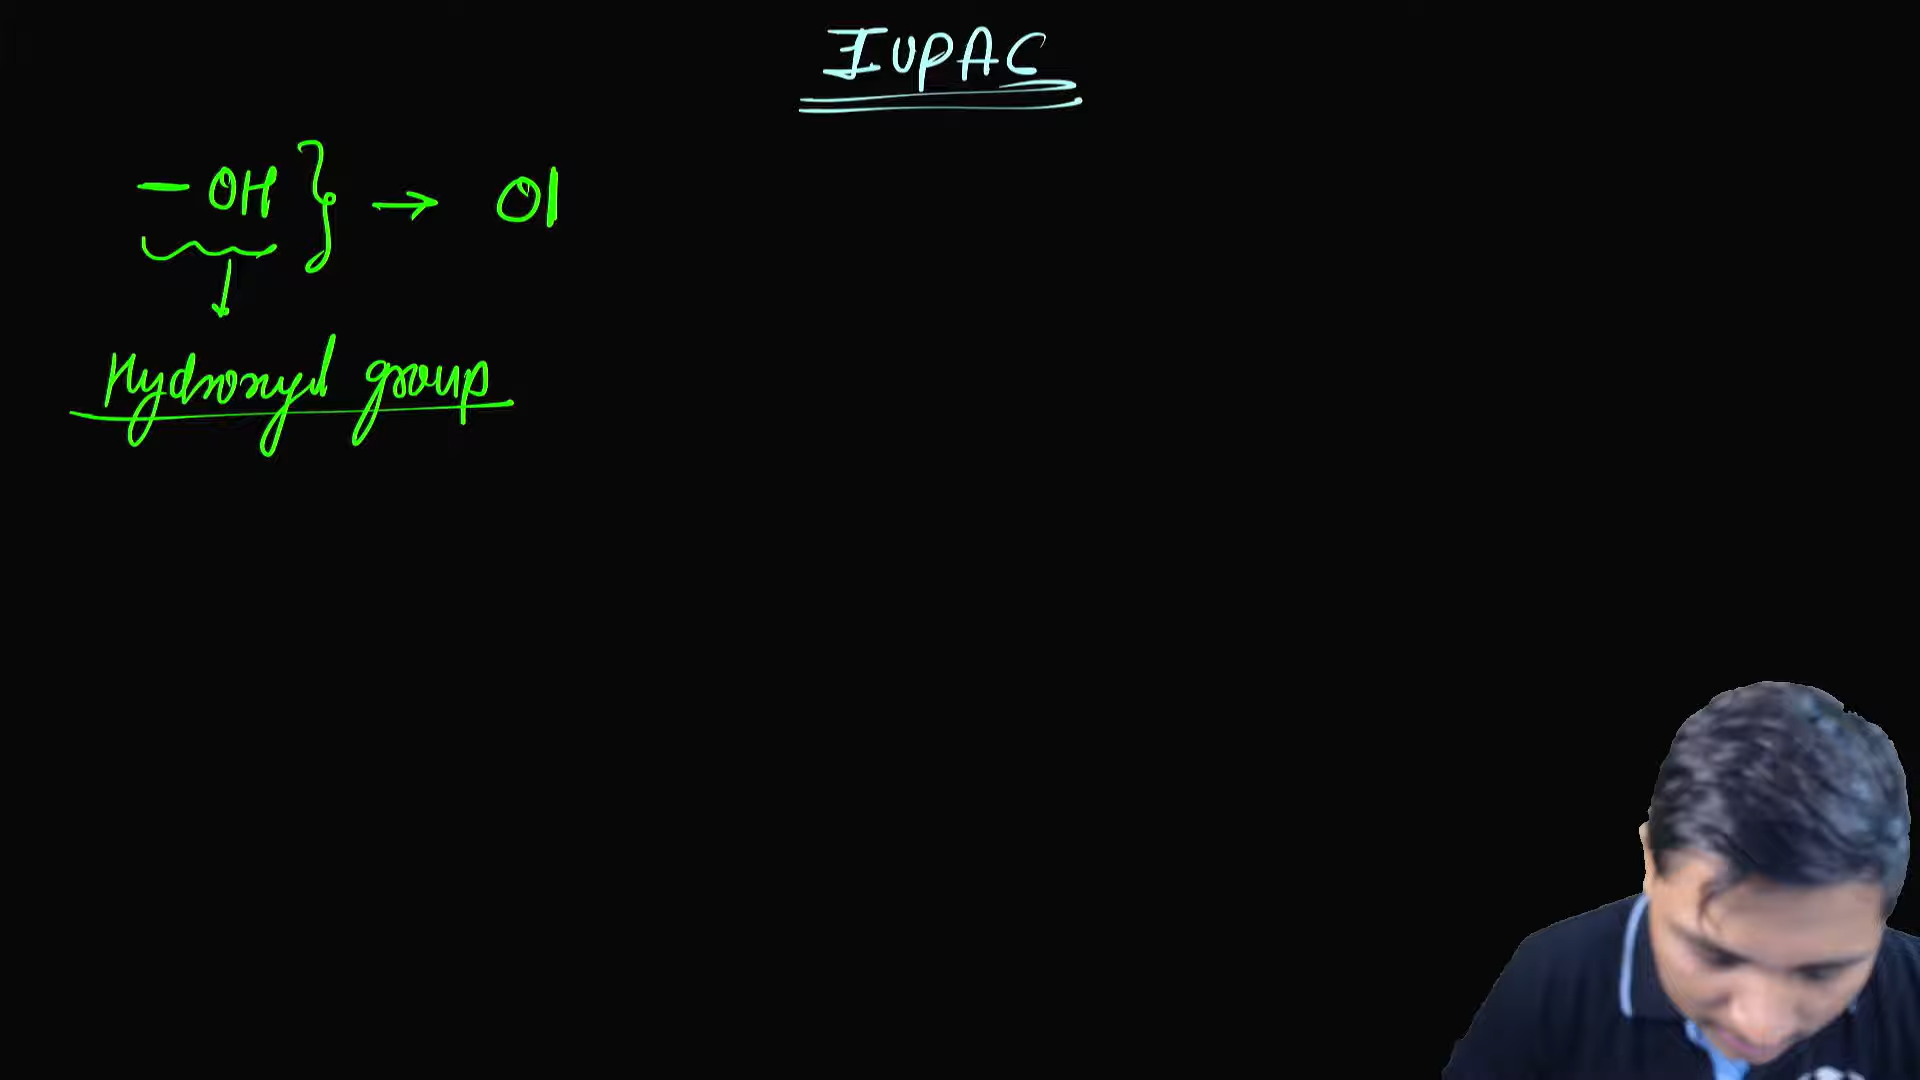 IUPAC
- OH } → Ol
Hydroxyl group